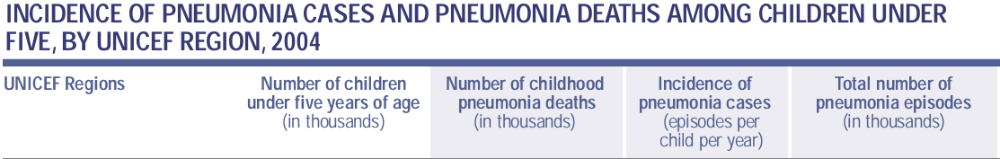 INCIDENCE OF PNEUMONIA CASES AND PNEUMONIA DEATHS AMONG CHILDREN UNDER
FIVE, BY UNICEF REGION, 2004
UNICEF Regions
Number of children
under five years of age
(in thousands)
Number of childhood
pneumonia deaths
(in thousands)
Incidence of
pneumonia cases
(episodes per
child per year)
Total number of
pneumonia episodes
(in thousands)